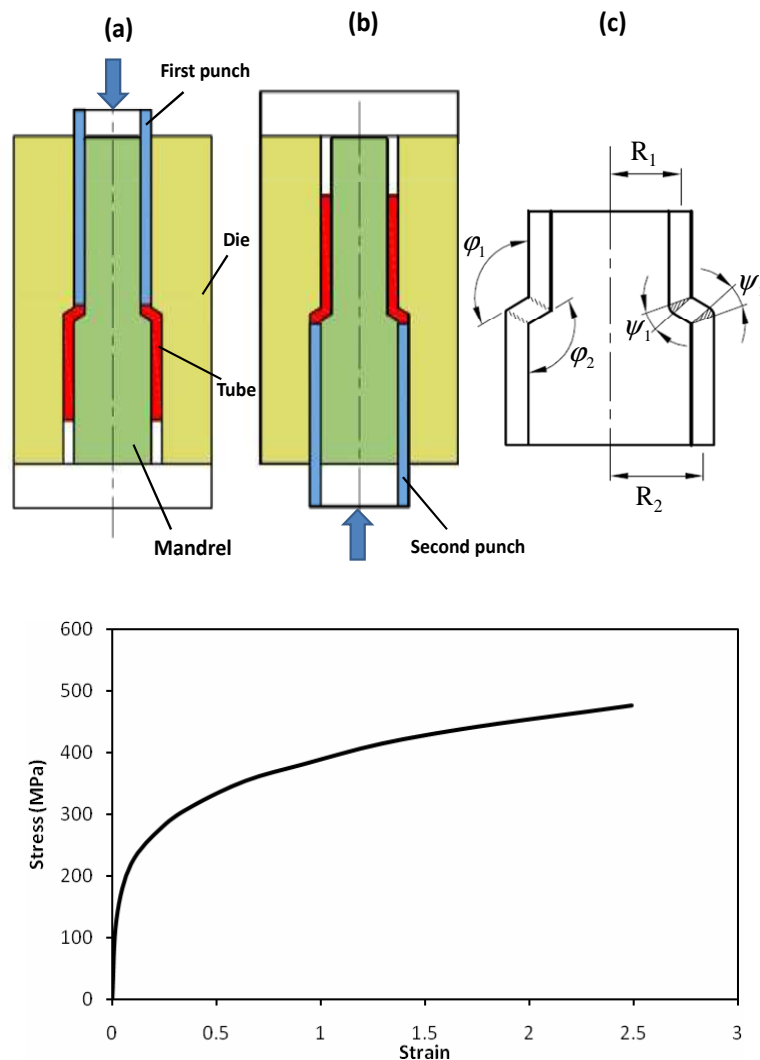 (a)
(b)
(c)
First punch
R₁
Die
φ₁
ψ
ψ₁
φ₂
Tube
R₂
Mandrel
Second punch
600
500
400
300
200
100
0
Stress (MPa)
0
0.5
1
1.5
2
2.5
3
Strain